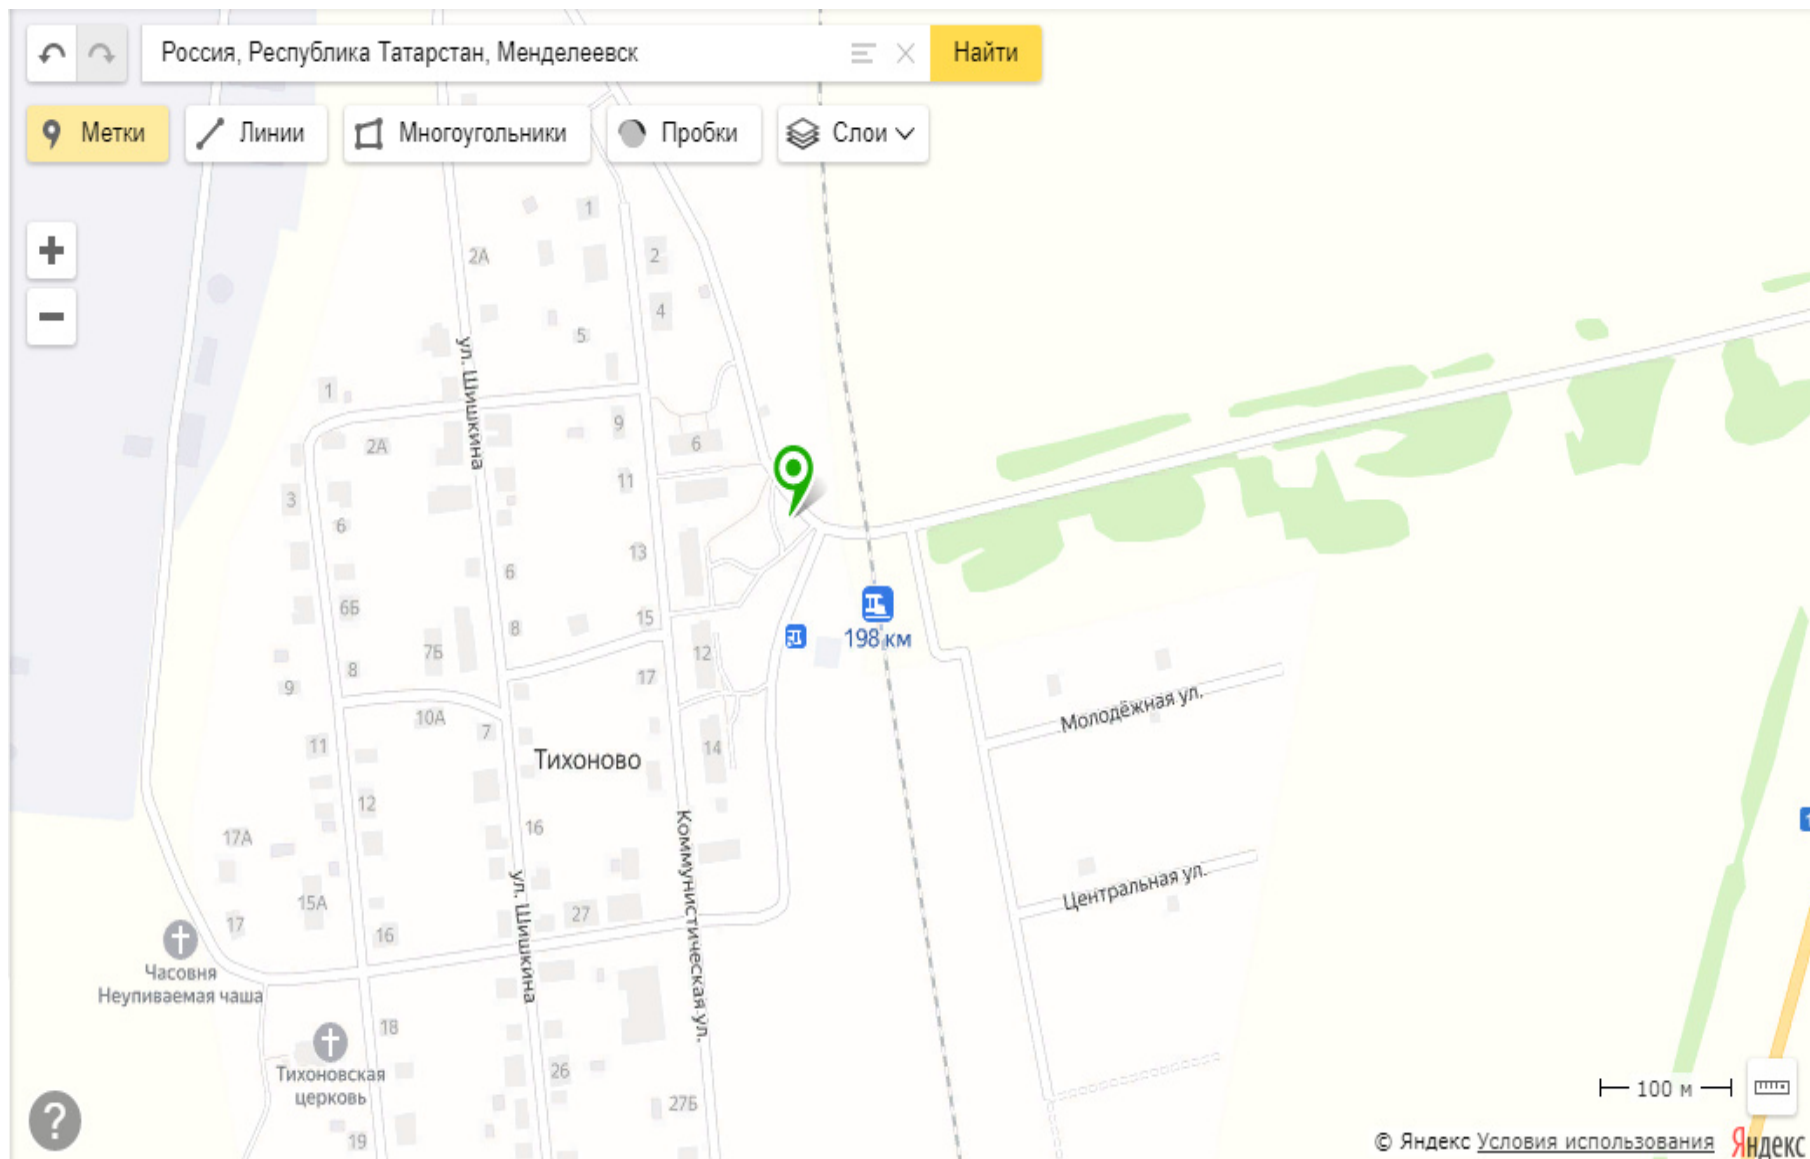 Россия, Республика Татарстан, Менделеевск
Найти
Метки
Линии
Многоугольники
Пробки
Слои
1
2А
2
4
5
ул. Шишкина
1
9
2А
6
11
3
6
13
6
6Б
15
8
198 км
7Б
12
8
17
9
Молодёжная ул.
10А
7
11
14
Тихоново
12
16
17А
Коммунистическая ул.
ул. Шишкина
Центральная ул.
15А
27
17
16
Часовня
Неупиваемая чаша
18
Тихоновская
церковь
26
27Б
19
100 м
© Яндекс Условия использования Яндекс